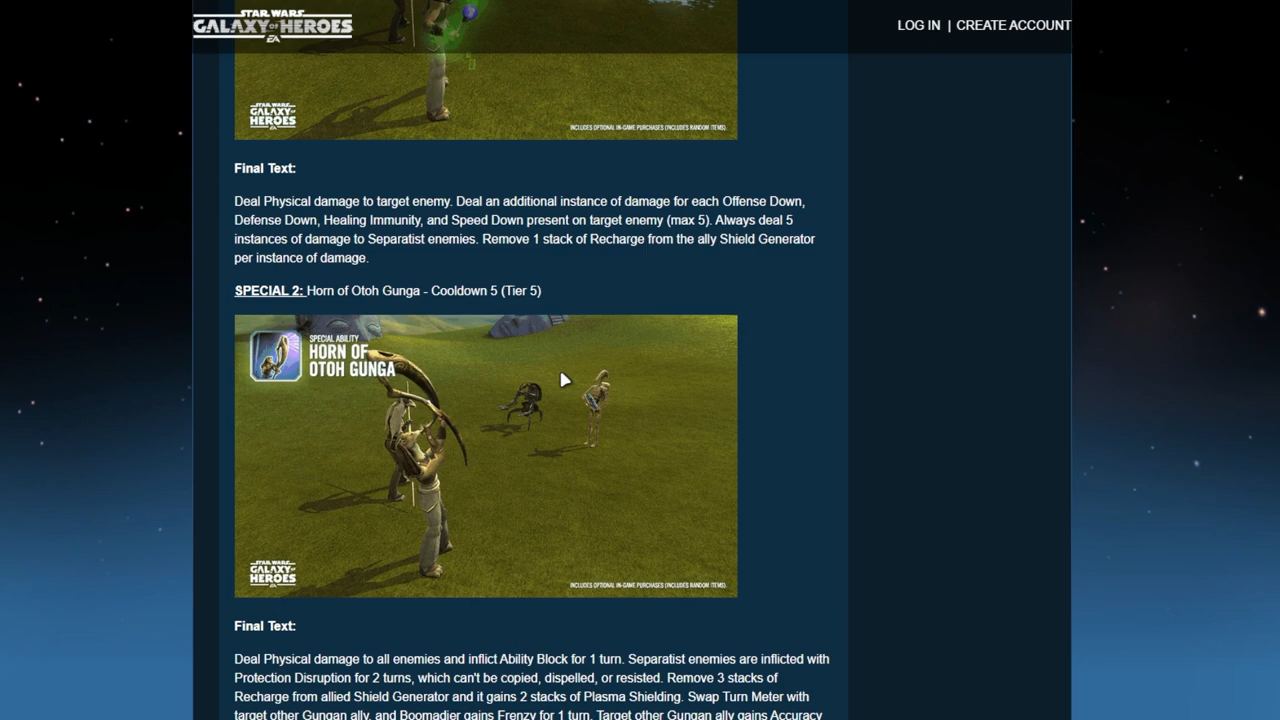 STAR WARS
GALAXY OF HEROES
EA
LOG IN | CREATE ACCOUNT
STAR WARS
GALAXY OF
HEROES
EA
INCLUDES OPTIONAL IN-GAME PURCHASES (INCLUDES RANDOM ITEMS).
Final Text:
Deal Physical damage to target enemy. Deal an additional instance of damage for each Offense Down,
Defense Down, Healing Immunity, and Speed Down present on target enemy (max 5). Always deal 5
instances of damage to Separatist enemies. Remove 1 stack of Recharge from the ally Shield Generator
per instance of damage.
SPECIAL 2: Horn of Otoh Gunga - Cooldown 5 (Tier 5)
SPECIAL ABILITY
HORN OF
OTOH GUNGA
STAR WARS
GALAXY OF
HEROES
EA
INCLUDES OPTIONAL IN-GAME PURCHASES (INCLUDES RANDOM ITEMS).
Final Text:
Deal Physical damage to all enemies and inflict Ability Block for 1 turn. Separatist enemies are inflicted with
Protection Disruption for 2 turns, which can't be copied, dispelled, or resisted. Remove 3 stacks of
Recharge from allied Shield Generator and it gains 2 stacks of Plasma Shielding. Swap Turn Meter with
target other Gungan ally, and Boomadier gains Frenzy for 1 turn. Target other Gungan ally gains Accuracy